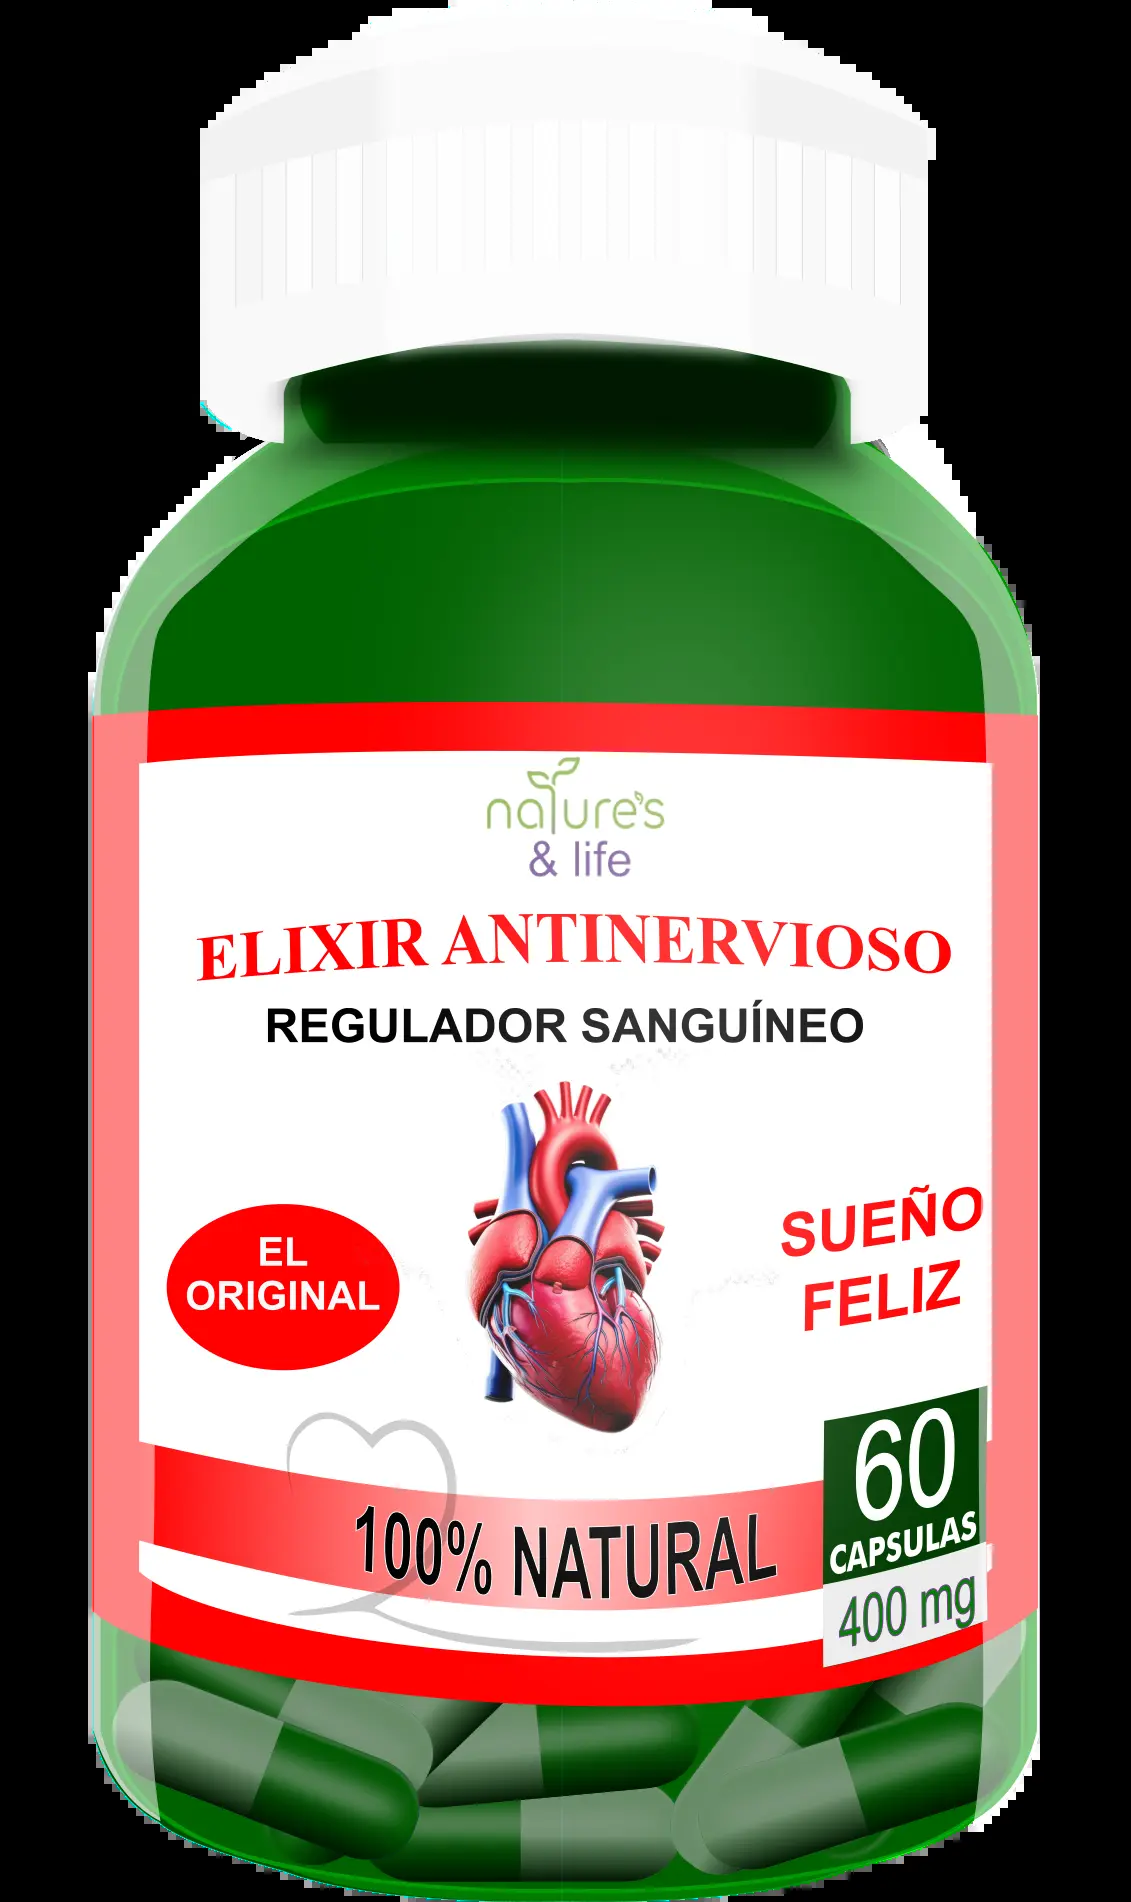 nature's
& life
ELIXIR ANTINERVIOSO
REGULADOR SANGUÍNEO
EL
ORIGINAL
SUEÑO
FELIZ
100% NATURAL
60
CAPSULAS
400 mg